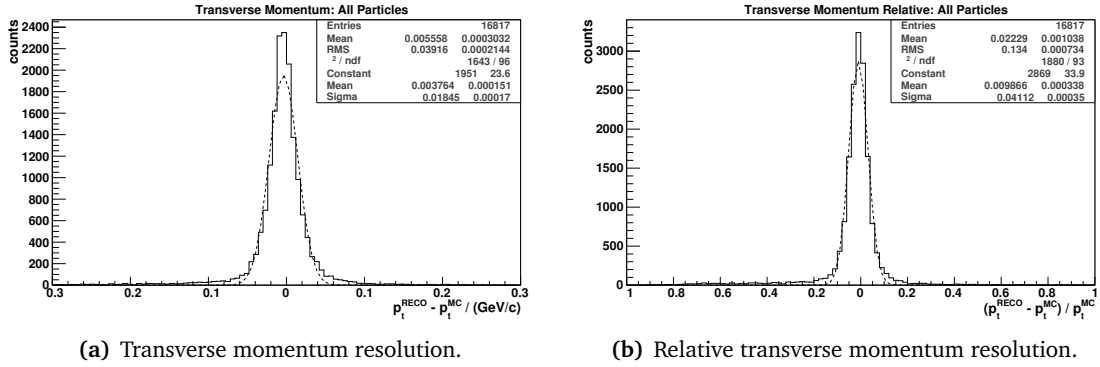 Transverse Momentum: All Particles
counts
Entries 16817
Mean 0.005558 0.0003032
RMS 0.03916 0.0002144
2 / ndf 1643 / 96
Constant 1951 23.6
Mean 0.003764 0.000151
Sigma 0.01845 0.00017
2400
2200
2000
1800
1600
1400
1200
1000
800
600
400
200
0
0.3 0.2 0.1 0 0.1 0.2 0.3
p_t^RECO - p_t^MC / (GeV/c)
(a) Transverse momentum resolution.
Transverse Momentum Relative: All Particles
counts
Entries 16817
Mean 0.02229 0.001038
RMS 0.134 0.000734
2 / ndf 1880 / 93
Constant 2869 33.9
Mean 0.009866 0.000338
Sigma 0.04112 0.00035
3000
2500
2000
1500
1000
500
0
1 0.8 0.6 0.4 0.2 0 0.2 0.4 0.6 0.8 1
(p_t^RECO - p_t^MC) / p_t^MC
(b) Relative transverse momentum resolution.